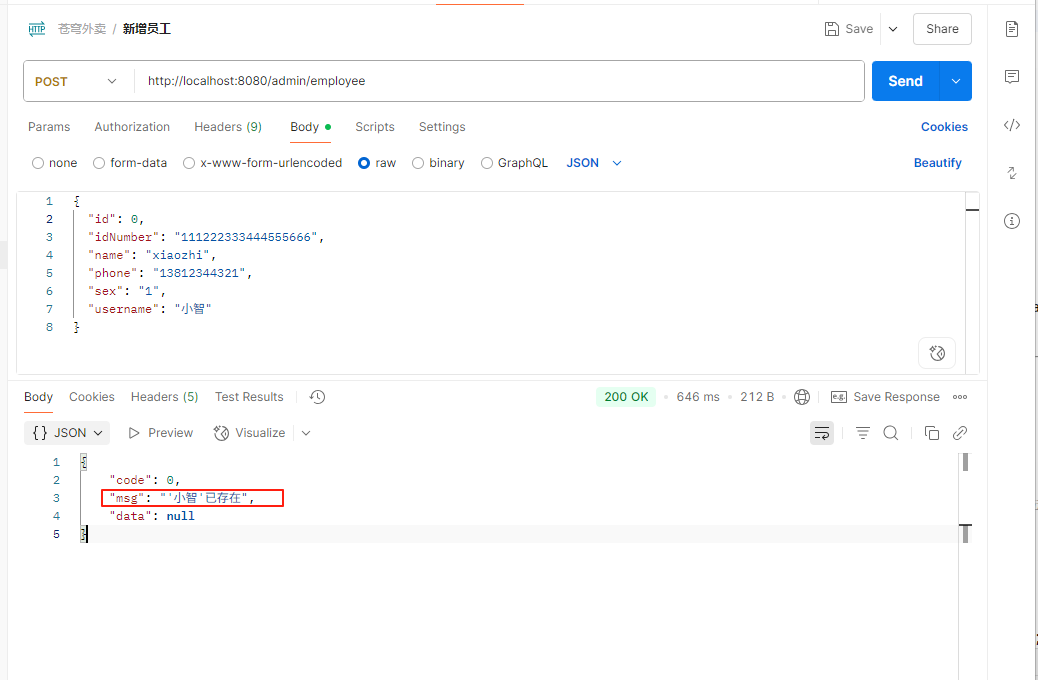 HTTP 苍穹外卖 / 新增员工 Save Share
POST http://localhost:8080/admin/employee Send
Params Authorization Headers (9) Body Scripts Settings Cookies
none form-data x-www-form-urlencoded raw binary GraphQL JSON Beautify
1 {
2 "id": 0,
3 "idNumber": "111222333444555666",
4 "name": "xiaozhi",
5 "phone": "13812344321",
6 "sex": "1",
7 "username": "小智"
8 }
Body Cookies Headers (5) Test Results 200 OK 646 ms 212 B e.g. Save Response
{} JSON Preview Visualize
1 {
2 "code": 0,
3 "msg": "'小智'已存在",
4 "data": null
5 }